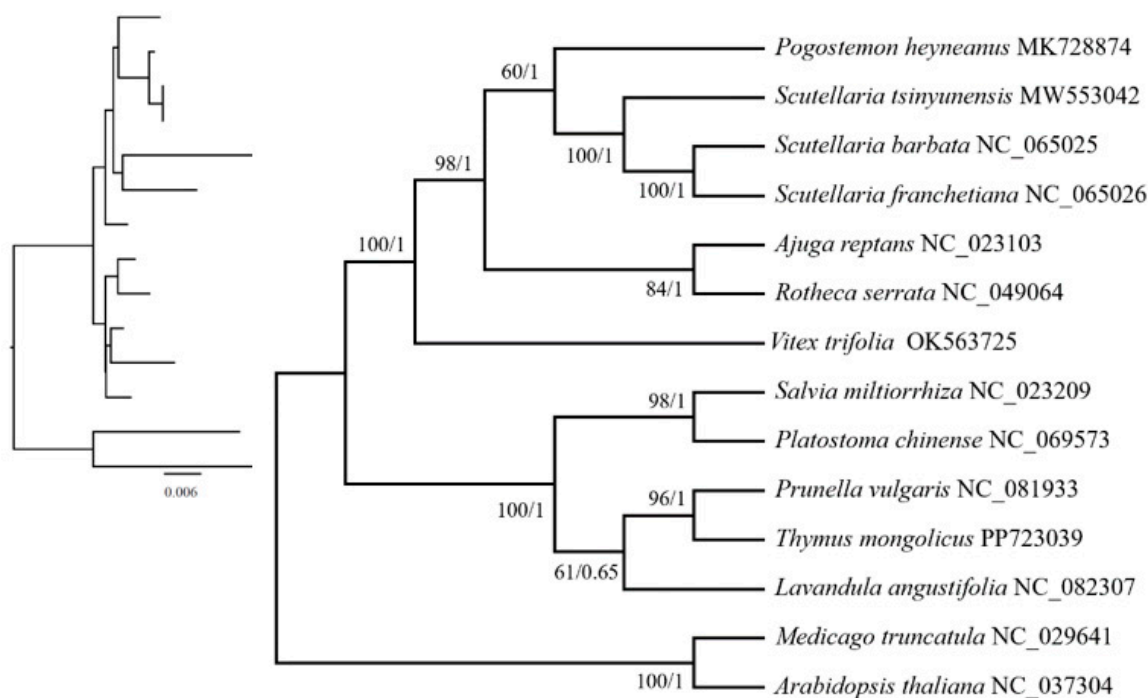 Pogostemon heyneanus MK728874
60/1
Scutellaria tsinyunensis MW553042
100/1
Scutellaria barbata NC_065025
98/1
100/1
Scutellaria franchetiana NC_065026
100/1
Ajuga reptans NC_023103
84/1
Rotheca serrata NC_049064
Vitex trifolia OK563725
98/1
Salvia miltiorrhiza NC_023209
Platostoma chinense NC_069573
0.006
100/1
96/1
Prunella vulgaris NC_081933
Thymus mongolicus PP723039
61/0.65
Lavandula angustifolia NC_082307
Medicago truncatula NC_029641
100/1
Arabidopsis thaliana NC_037304